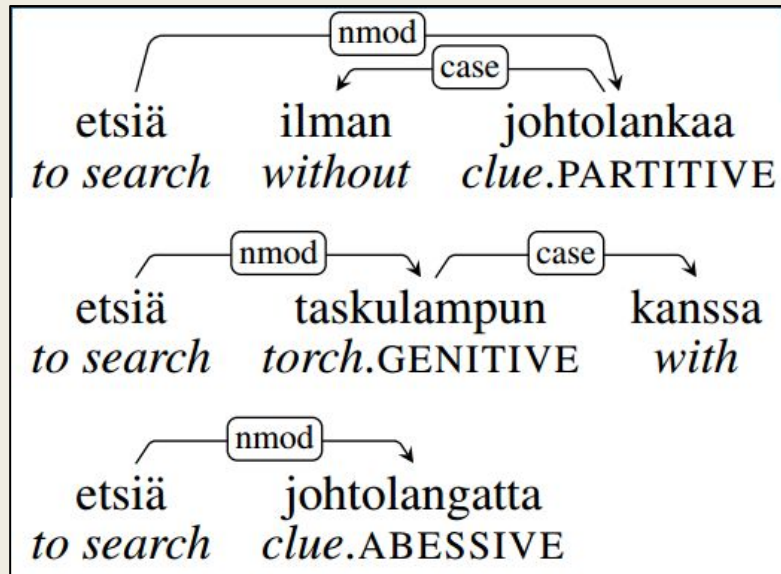 nmod
case
etsiä ilman johtolankaa
to search without clue.PARTITIVE
nmod case
etsiä taskulampun kanssa
to search torch.GENITIVE with
nmod
etsiä johtolangatta
to search clue.ABESSIVE